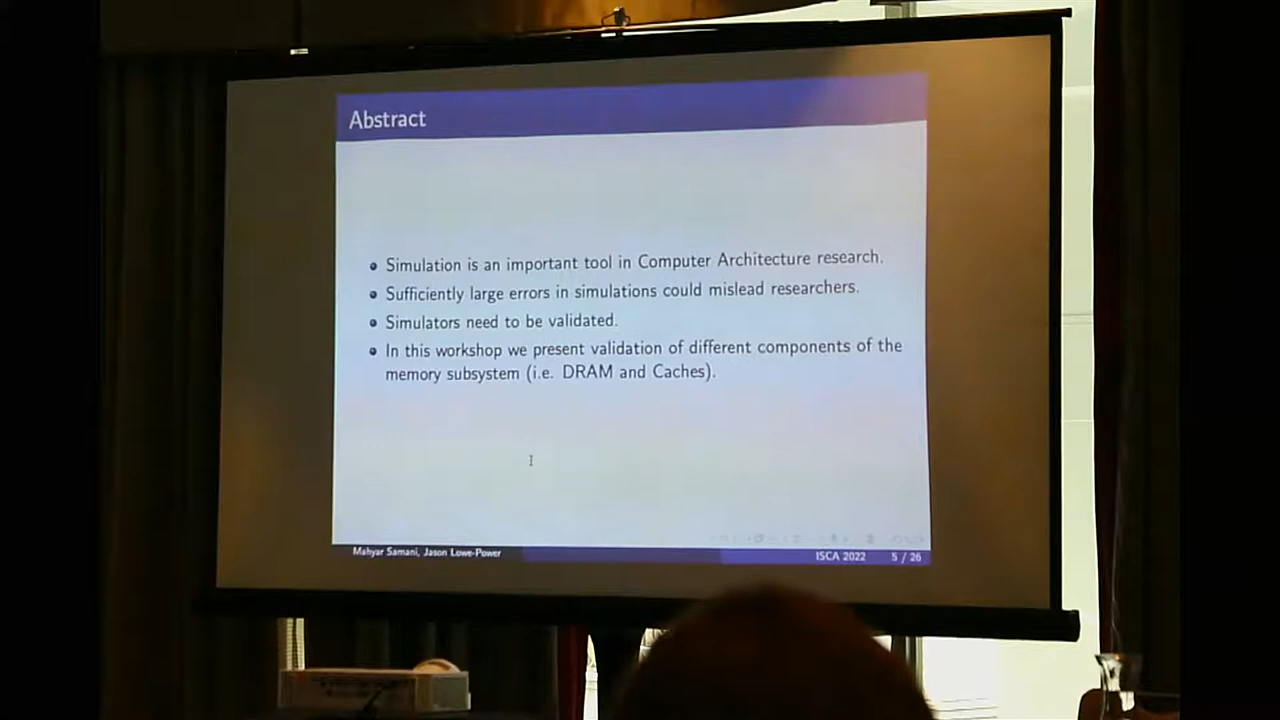 Abstract
Simulation is an important tool in Computer Architecture research.
Sufficiently large errors in simulations could mislead researchers.
Simulators need to be validated.
In this workshop we present validation of different components of the
memory subsystem (i.e. DRAM and Caches).
Mahyar Samani, Jason Lowe-Power
ISCA 2022
5 / 26